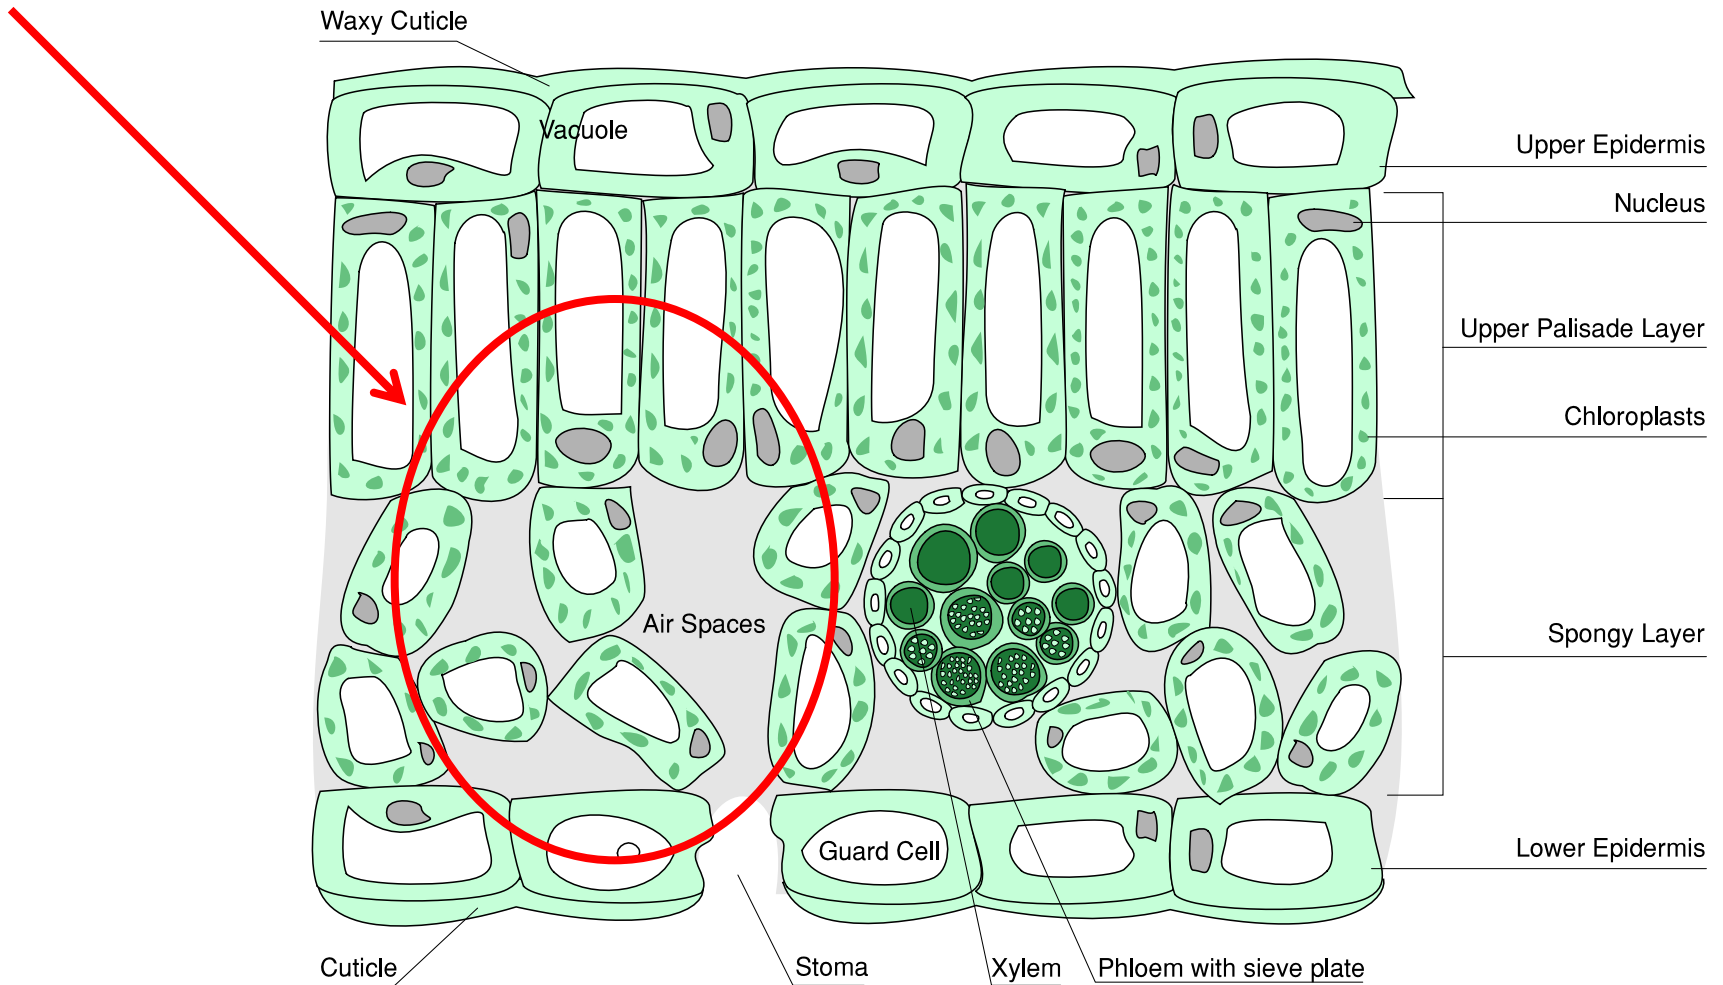 Waxy Cuticle
Vacuole
Upper Epidermis
Nucleus
Upper Palisade Layer
Chloroplasts
Air Spaces
Spongy Layer
Guard Cell
Lower Epidermis
Cuticle
Stoma
Xylem
Phloem with sieve plate